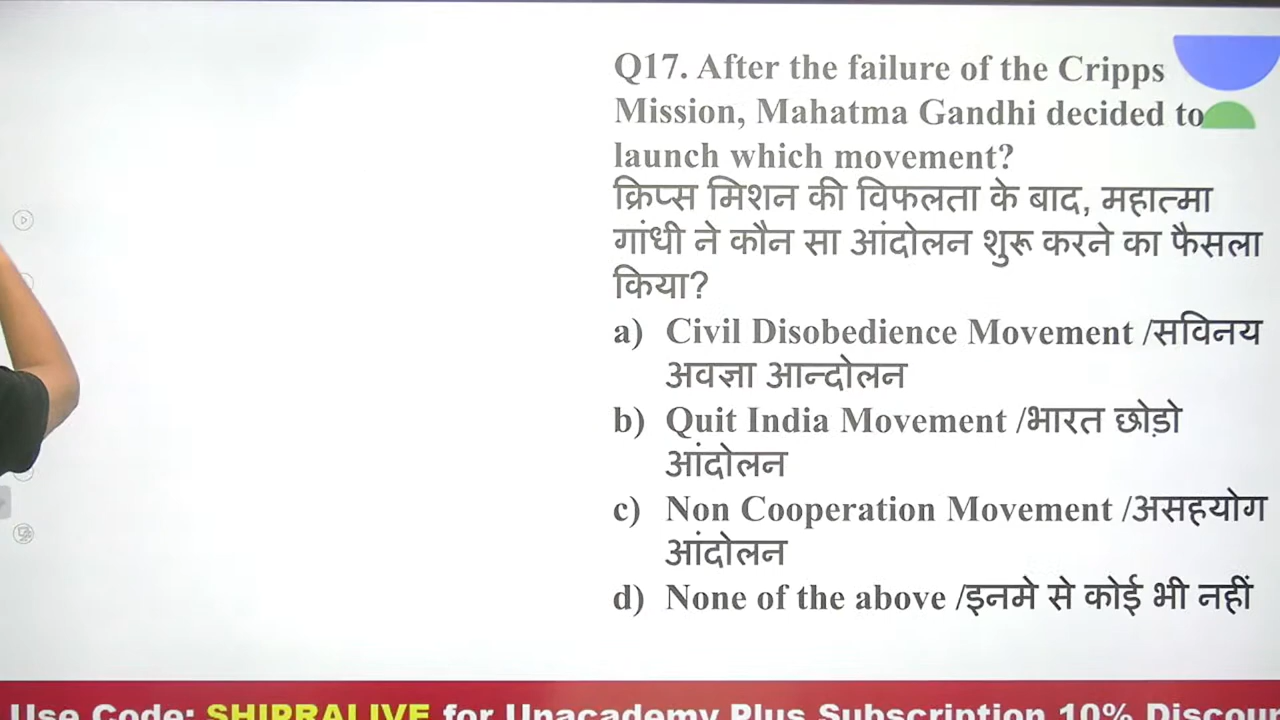 Q17. After the failure of the Cripps
Mission, Mahatma Gandhi decided to
launch which movement?
क्रिप्स मिशन की विफलता के बाद, महात्मा
गांधी ने कौन सा आंदोलन शुरू करने का फैसला
किया?
a) Civil Disobedience Movement /सविनय
अवज्ञा आन्दोलन
b) Quit India Movement /भारत छोड़ो
आंदोलन
c) Non Cooperation Movement /असहयोग
आंदोलन
d) None of the above /इनमे से कोई भी नहीं
Use Code: SHIPRALIVE for Unacademy Plus Subscription 10% Discou